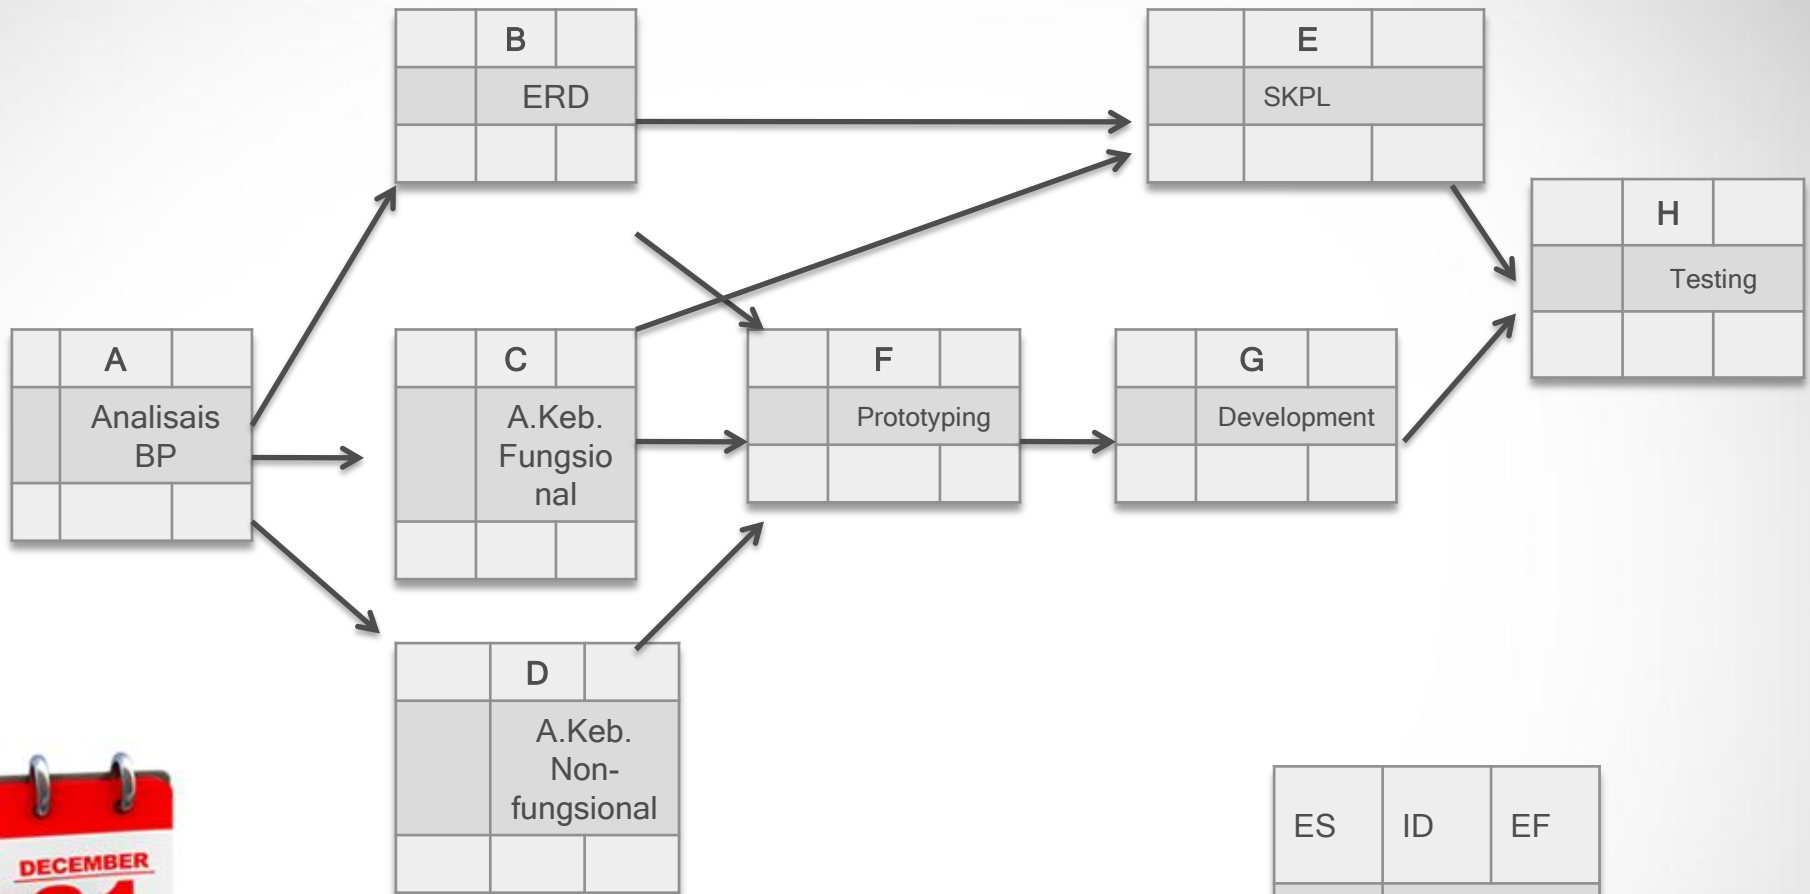 B
ERD
E
SKPL
H
Testing
A
Analisais
BP
C
A.Keb.
Fungsio
nal
F
Prototyping
G
Development
D
A.Keb.
Non-
fungsional
DECEMBER
ES ID EF